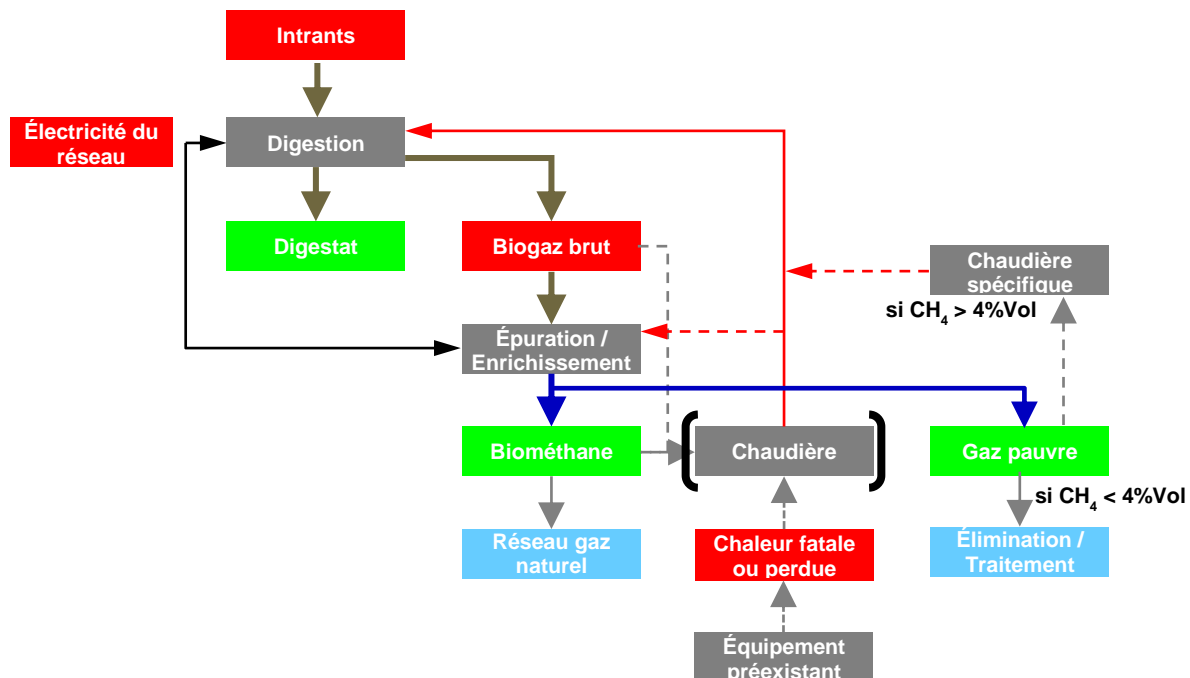 Intrants
Électricité du
réseau
Digestion
Digestat
Biogaz brut
Chaudière
spécifique
si CH₄ > 4%Vol
Épuration /
Enrichissement
Biométhane
Chaudière
Gaz pauvre
si CH₄ < 4%Vol
Réseau gaz
naturel
Chaleur fatale
ou perdue
Élimination /
Traitement
Équipement
préexistant